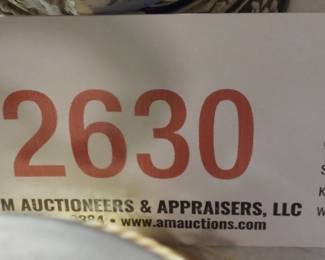 2630
M AUCTIONEERS & APPRAISERS, LLC
• www.amauctions.com